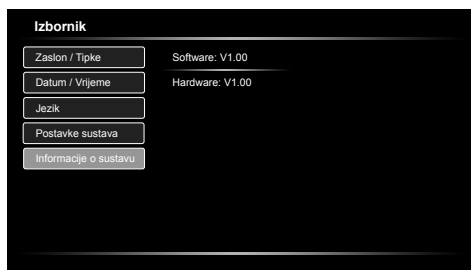 Izbornik
Zaslon / Tipke
Datum / Vrijeme
Jezik
Postavke sustava
Informacije o sustavu
Software: V1.00
Hardware: V1.00